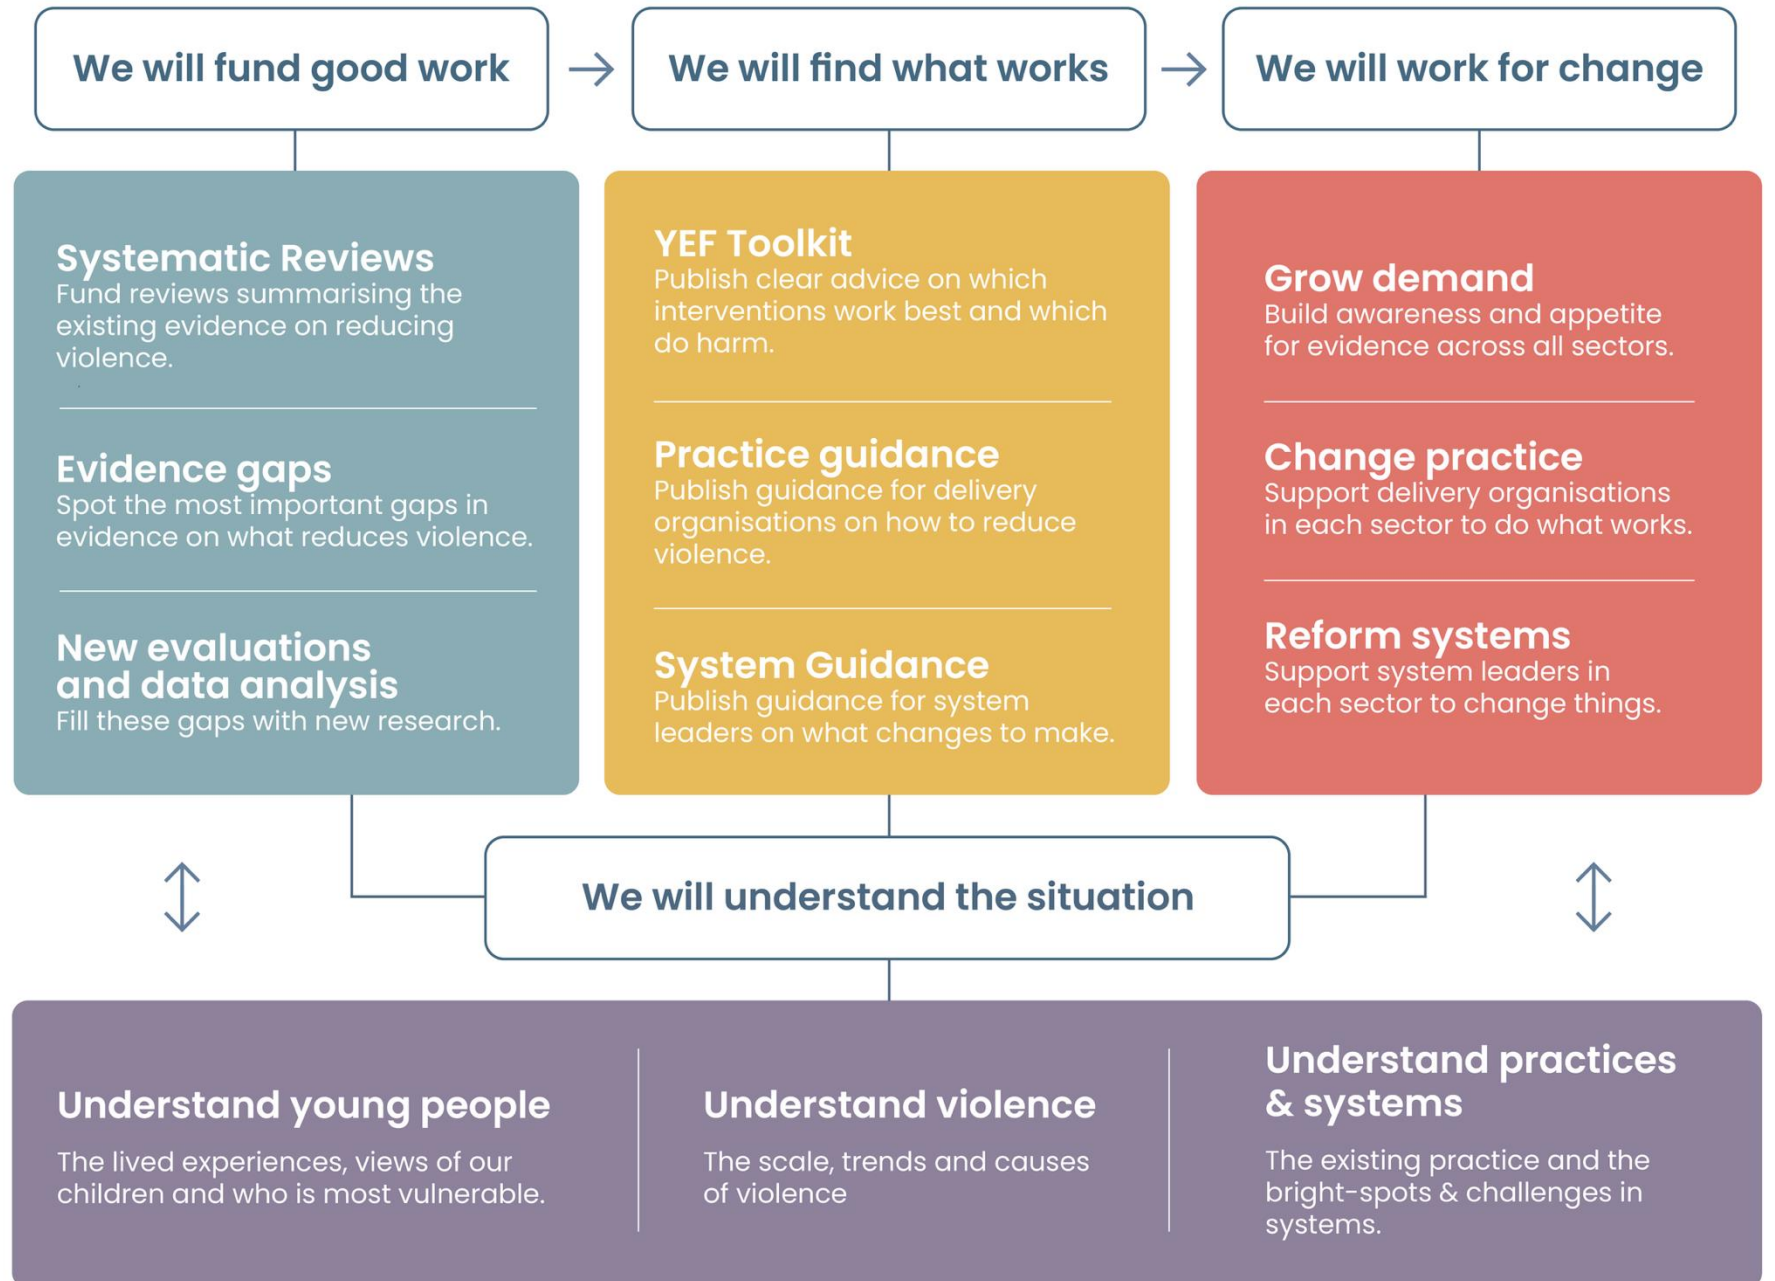 We will fund good work
We will find what works
We will work for change
Systematic Reviews
Fund reviews summarising the
existing evidence on reducing
violence.
Evidence gaps
Spot the most important gaps in
evidence on what reduces violence.
New evaluations
and data analysis
Fill these gaps with new research.
YEF Toolkit
Publish clear advice on which
interventions work best and which
do harm.
Practice guidance
Publish guidance for delivery
organisations on how to reduce
violence.
System Guidance
Publish guidance for system
leaders on what changes to make.
Grow demand
Build awareness and appetite
for evidence across all sectors.
Change practice
Support delivery organisations
in each sector to do what works.
Reform systems
Support system leaders in
each sector to change things.
We will understand the situation
Understand young people
The lived experiences, views of our
children and who is most vulnerable.
Understand violence
The scale, trends and causes
of violence
Understand practices
& systems
The existing practice and the
bright-spots & challenges in
systems.